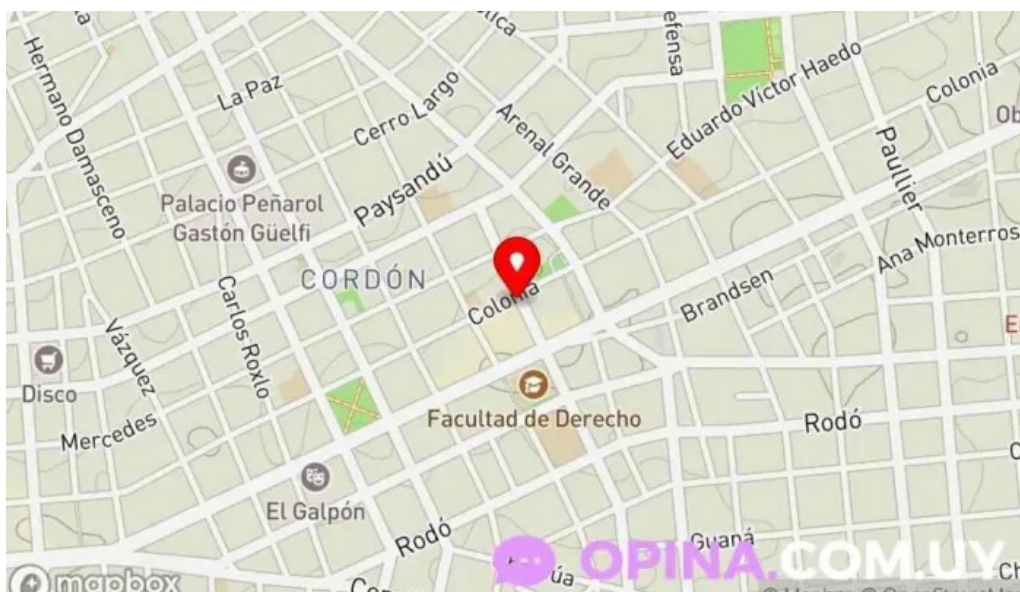 Hermano Damasceno
La Paz
Cerro Largo
efensa
Eduardo Víctor Haedo
Colonia
Arenal Grande
Paullier
Palacio Peñarol
Gastón Güelfi
Paysandú
CORDÓN
Carlos Roxlo
Colonia
Ana Monterros
Brandsen
Vázquez
Disco
Mercedes
Facultad de Derecho
Rodó
El Galpón
Rodó
Guaná
OPINA.COM.UY
mapbox